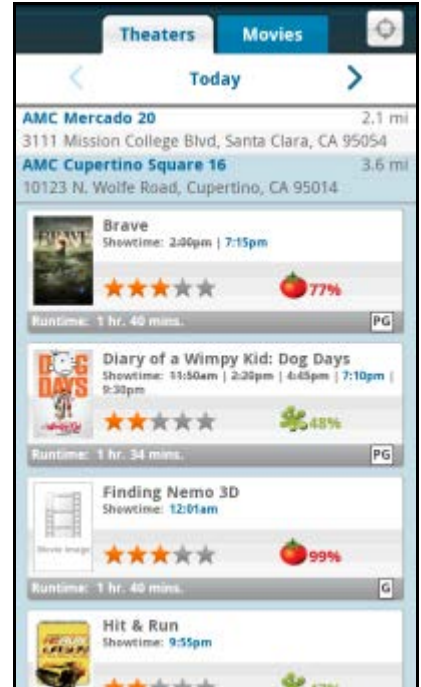 Theaters Movies
Today
AMC Mercado 20 2.1 mi
3111 Mission College Blvd, Santa Clara, CA 95054
AMC Cupertino Square 16 3.6 mi
10123 N. Wolfe Road, Cupertino, CA 95014
BRAVE
Brave
Showtime: 2:00pm | 7:15pm
77%
Runtime: 1 hr. 40 mins. PG
DOG
DAYS
Diary of a Wimpy Kid: Dog Days
Showtime: 11:50am | 2:20pm | 4:45pm | 7:10pm |
9:30pm
48%
Runtime: 1 hr. 34 mins. PG
Movie Image
Finding Nemo 3D
Showtime: 12:01am
99%
Runtime: 1 hr. 40 mins. G
Hit & Run
Showtime: 9:55pm